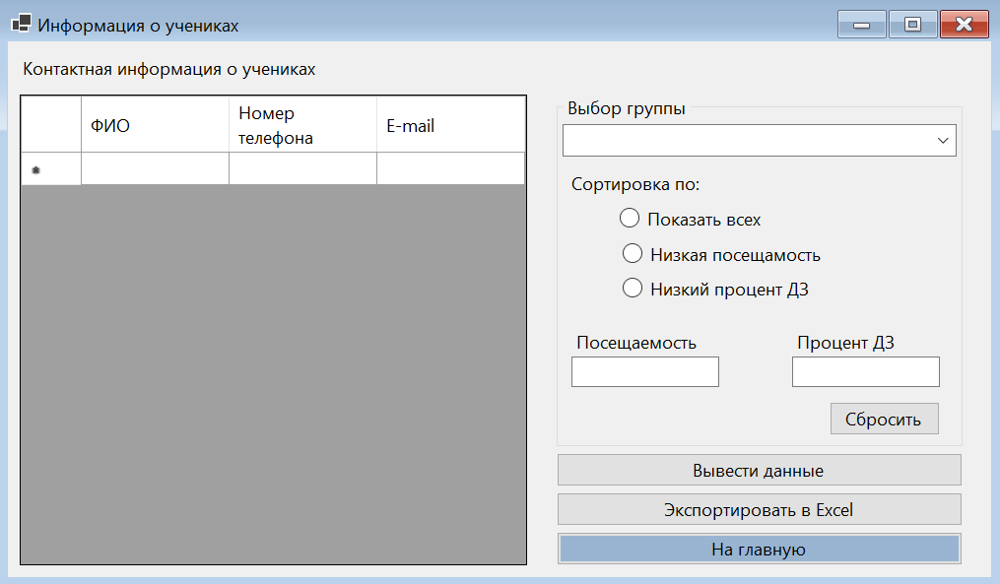 Информация о учениках
Контактная информация о учениках
ФИО
Номер
телефона
E-mail
Выбор группы
Сортировка по:
Показать всех
Низкая посещамость
Низкий процент ДЗ
Посещаемость
Процент ДЗ
Сбросить
Вывести данные
Экспортировать в Excel
На главную